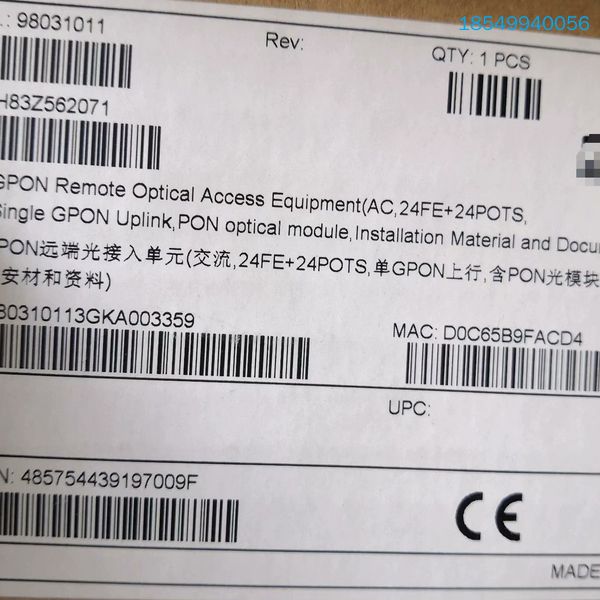 18549940056
.: 98031011
Rev:
QTY: 1 PCS
H83Z562071
GPON Remote Optical Access Equipment(AC,24FE+24POTS,
Single GPON Uplink,PON optical module,Installation Material and Docu
PON远端光接入单元(交流,24FE+24POTS,单GPON上行,含PON光模块
安材和资料)
80310113GKA003359
MAC: D0C65B9FACD4
UPC:
N: 485754439197009F
CE
MADE